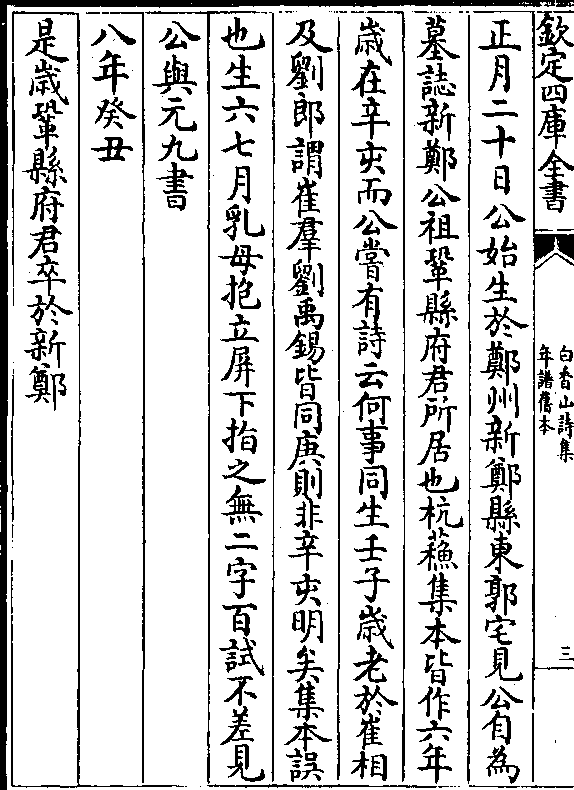 欽定四庫全書
白香山詩集
年譜舊本
三
正月二十日公始生於鄭州新鄭縣東郭宅見公自為
墓誌新鄭公祖鞏縣府君所居也杭蘓集本皆作六年
歳在辛亥而公嘗有詩云何事同生壬子歳老於崔相
及劉郎謂崔羣劉禹錫皆同庚則非辛亥明矣集本誤
也生六七月乳母抱立屏下指之無二字百試不差見
公與元九書
八年癸丑
是歳鞏縣府君卒於新鄭